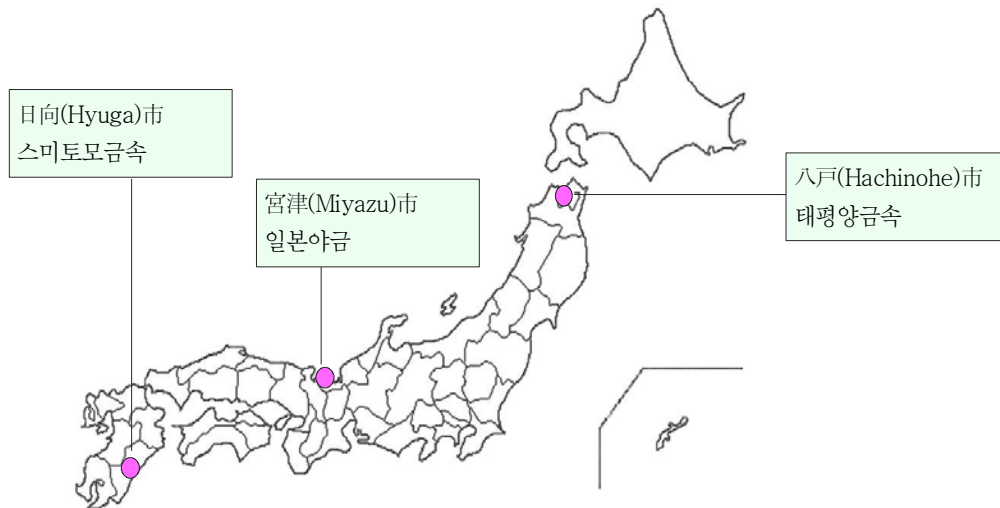 日向(Hyuga)市
스미토모금속
宮津(Miyazu)市
일본야금
八戸(Hachinohe)市
태평양금속